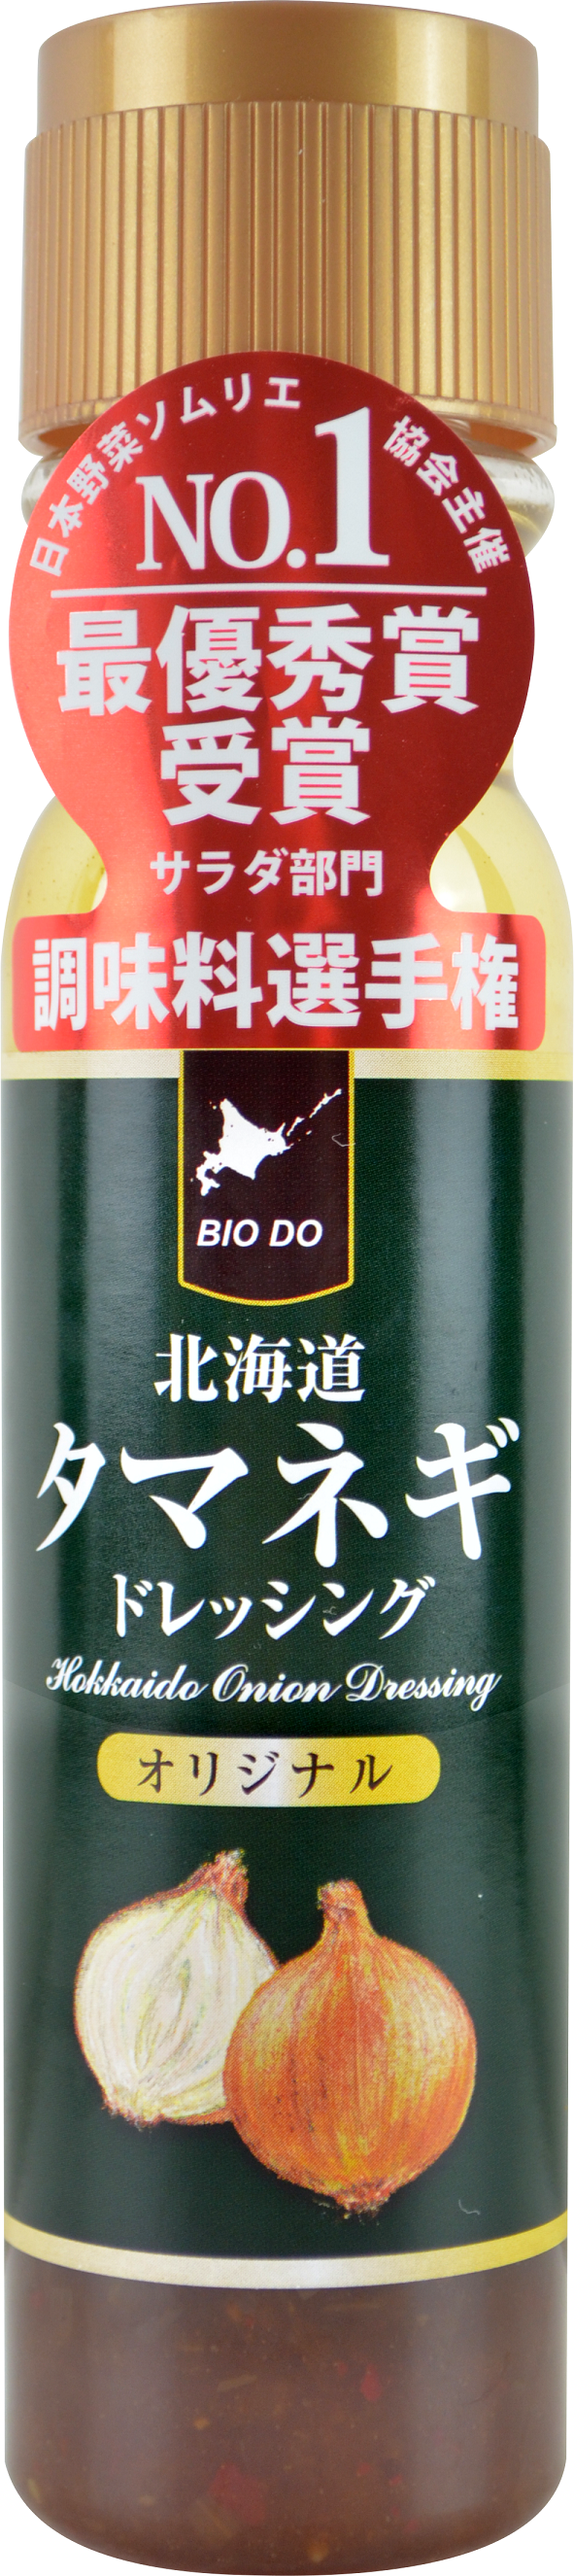 日本野菜ソムリエ協会主催
NO.1
最優秀賞
受賞
サラダ部門
調味料選手権
BIO DO
北海道
タマネギ
ドレッシング
Hokkaido Onion Dressing
オリジナル